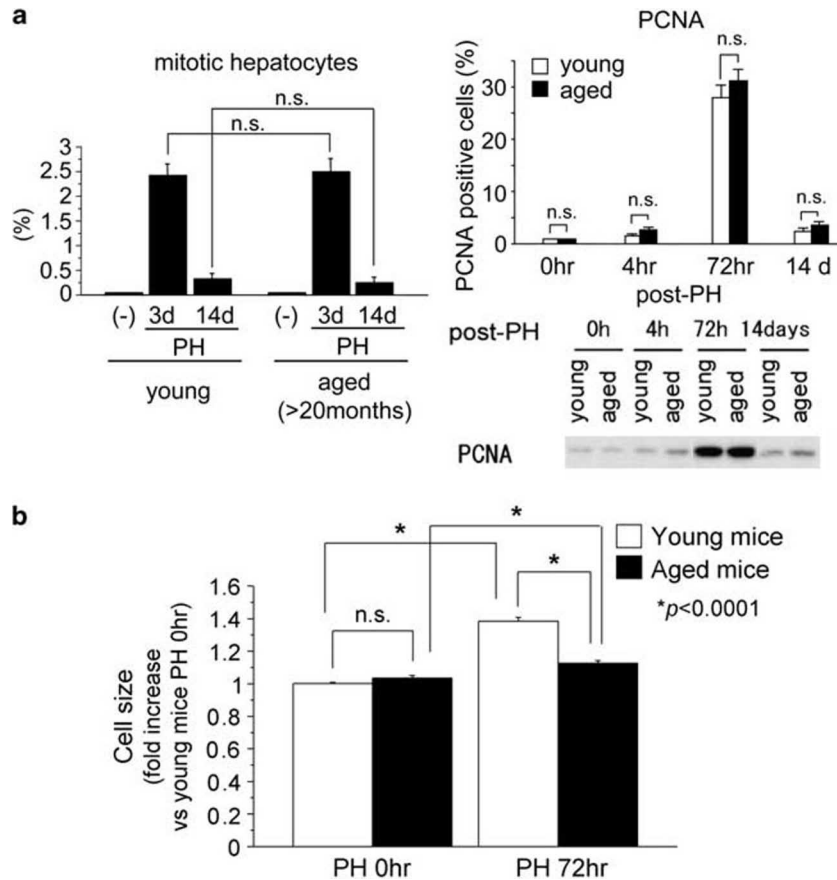 a
mitotic hepatocytes
n.s.
n.s.
3
2.5
2
1.5
1
0.5
0
(%)
(-) 3d 14d (-) 3d 14d
PH PH
young aged
(>20months)
PCNA
n.s.
young
aged
30
20
10
0
PCNA positive cells (%)
n.s. n.s. n.s.
0hr 4hr 72hr 14 d
post-PH
post-PH 0h 4h 72h 14days
young aged young aged young aged young aged
PCNA
b
* *
Young mice
Aged mice
*p<0.0001
*
n.s.
1.6
1.4
1.2
1
0.8
0.6
0.4
0.2
0
Cell size
(fold increase
vs young mice PH 0hr)
PH 0hr PH 72hr